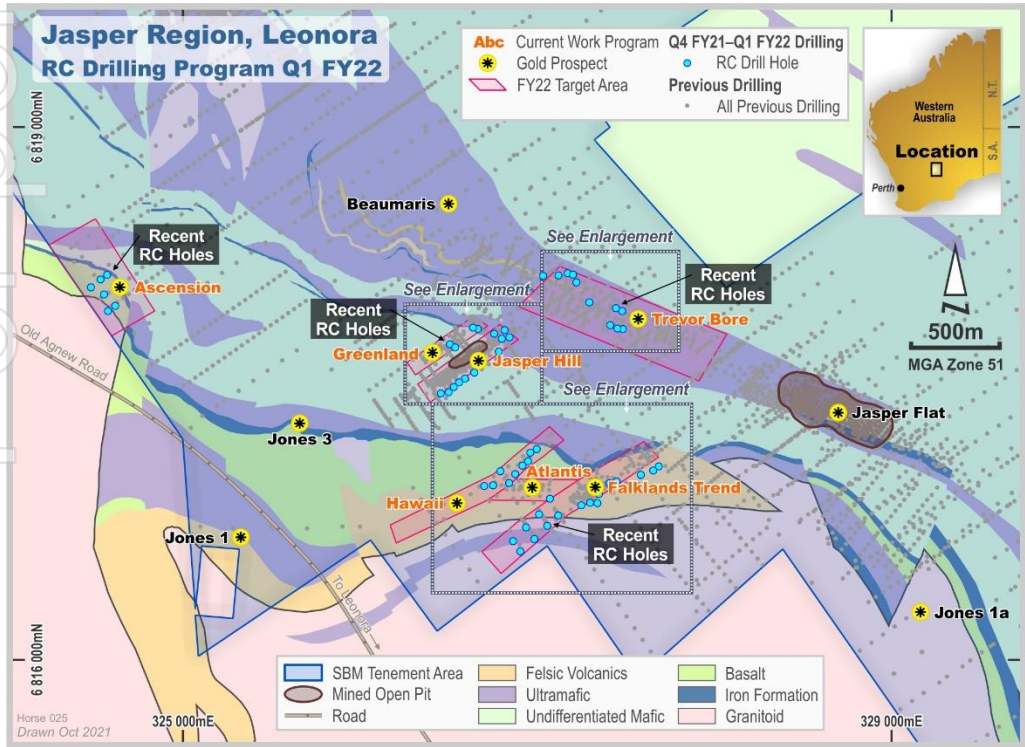 Jasper Region, Leonora
RC Drilling Program Q1 FY22
Abc Current Work Program
Gold Prospect
FY22 Target Area
Q4 FY21–Q1 FY22 Drilling
RC Drill Hole
Previous Drilling
All Previous Drilling
Western
Australia
N.T.
S.A.
Location
Perth
6 819 000mN
Beaumaris
See Enlargement
Recent
RC Holes
Ascension
See Enlargement
Recent
RC Holes
Trevor Bore
Recent
RC Holes
Greenland
Jasper Hill
See Enlargement
N
500m
MGA Zone 51
Old Agnew Road
Jones 3
Jasper Flat
Atlantis
Hawaii
Falklands Trend
Recent
RC Holes
Jones 1
To Leonora
Jones 1a
6 816 000mN
SBM Tenement Area
Mined Open Pit
Road
Felsic Volcanics
Ultramafic
Undifferentiated Mafic
Basalt
Iron Formation
Granitoid
Horse 025
Drawn Oct 2021
325 000mE
329 000mE